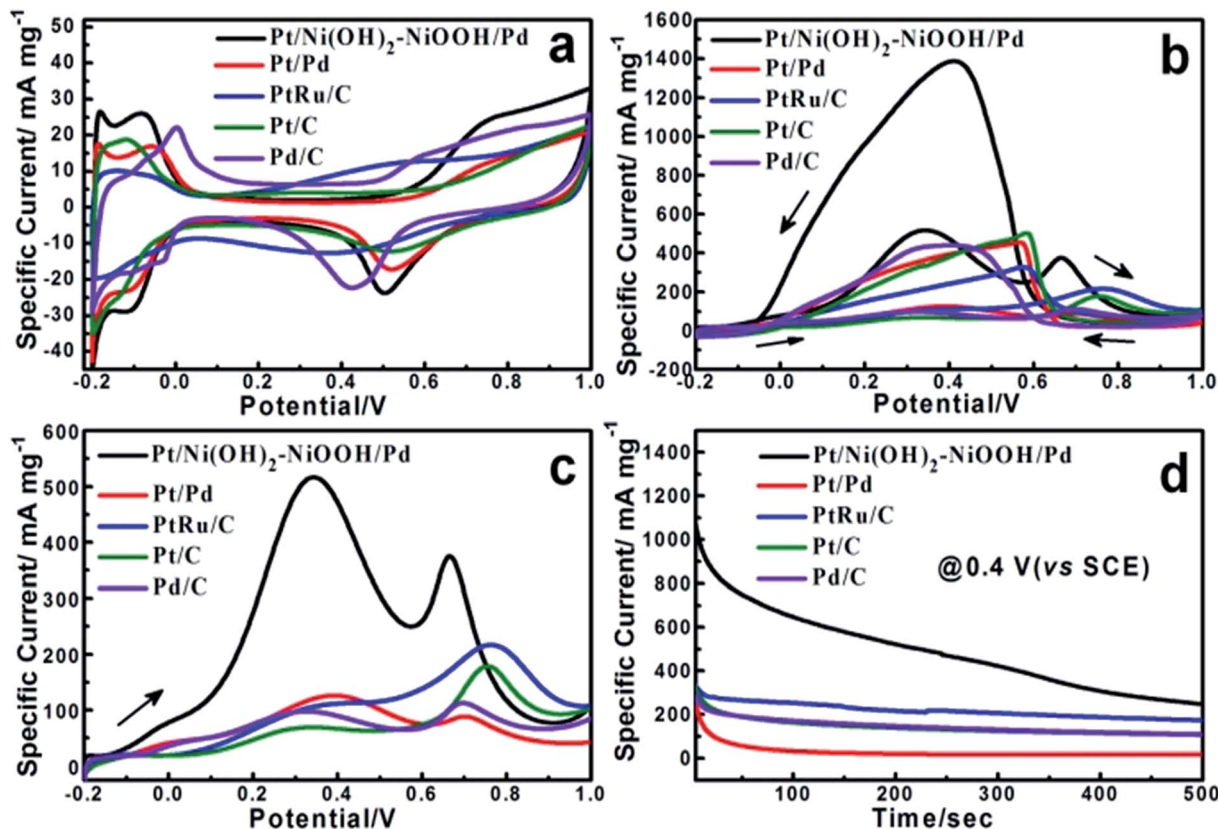 a
Pt/Ni(OH)2-NiOOH/Pd
Pt/Pd
PtRu/C
Pt/C
Pd/C
Specific Current/ mA mg-1
50
40
30
20
10
0
-10
-20
-30
-40
-0.2 0.0 0.2 0.4 0.6 0.8 1.0
Potential/V
b
Pt/Ni(OH)2-NiOOH/Pd
Pt/Pd
PtRu/C
Pt/C
Pd/C
Specific Current/ mA mg-1
1600
1400
1200
1000
800
600
400
200
0
-200
-0.2 0.0 0.2 0.4 0.6 0.8 1.0
Potential/V
c
Pt/Ni(OH)2-NiOOH/Pd
Pt/Pd
PtRu/C
Pt/C
Pd/C
Specific Current/ mA mg-1
600
500
400
300
200
100
0
-0.2 0.0 0.2 0.4 0.6 0.8 1.0
Potential/V
d
Pt/Ni(OH)2-NiOOH/Pd
Pt/Pd
PtRu/C
Pt/C
Pd/C
@0.4 V(vs SCE)
Specific Current/ mA mg-1
1400
1200
1000
800
600
400
200
0
100 200 300 400 500
Time/sec